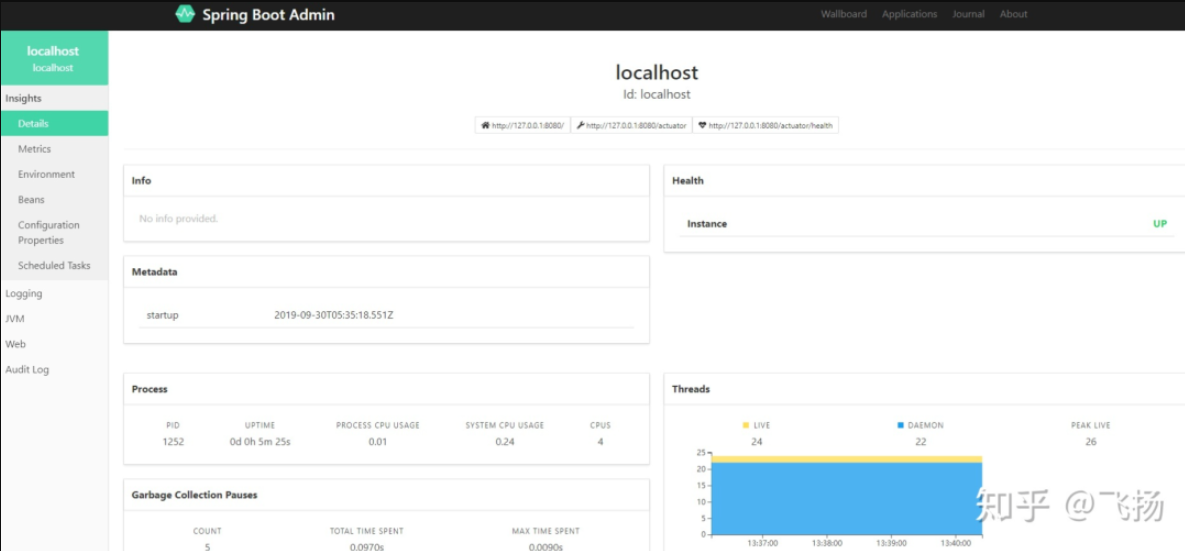 Spring Boot Admin
Wallboard Applications Journal About
localhost
localhost
Insights
Details
Metrics
Environment
Beans
Configuration
Properties
Scheduled Tasks
Logging
JVM
Web
Audit Log
localhost
Id: localhost
http://127.0.0.1:8080/ http://127.0.0.1:8080/actuator http://127.0.0.1:8080/actuator/health
Info
No info provided.
Health
Instance UP
Metadata
startup 2019-09-30T05:35:18.551Z
Process
PID UPTIME PROCESS CPU USAGE SYSTEM CPU USAGE CPUS
1252 0d 0h 5m 25s 0.01 0.24 4
Garbage Collection Pauses
COUNT TOTAL TIME SPENT MAX TIME SPENT
5 0.0970s 0.0090s
Threads
LIVE DAEMON PEAK LIVE
24 22 26
25
20
15
10
5
0
13:37:00 13:38:00 13:39:00 13:40:00
知乎 @飞扬